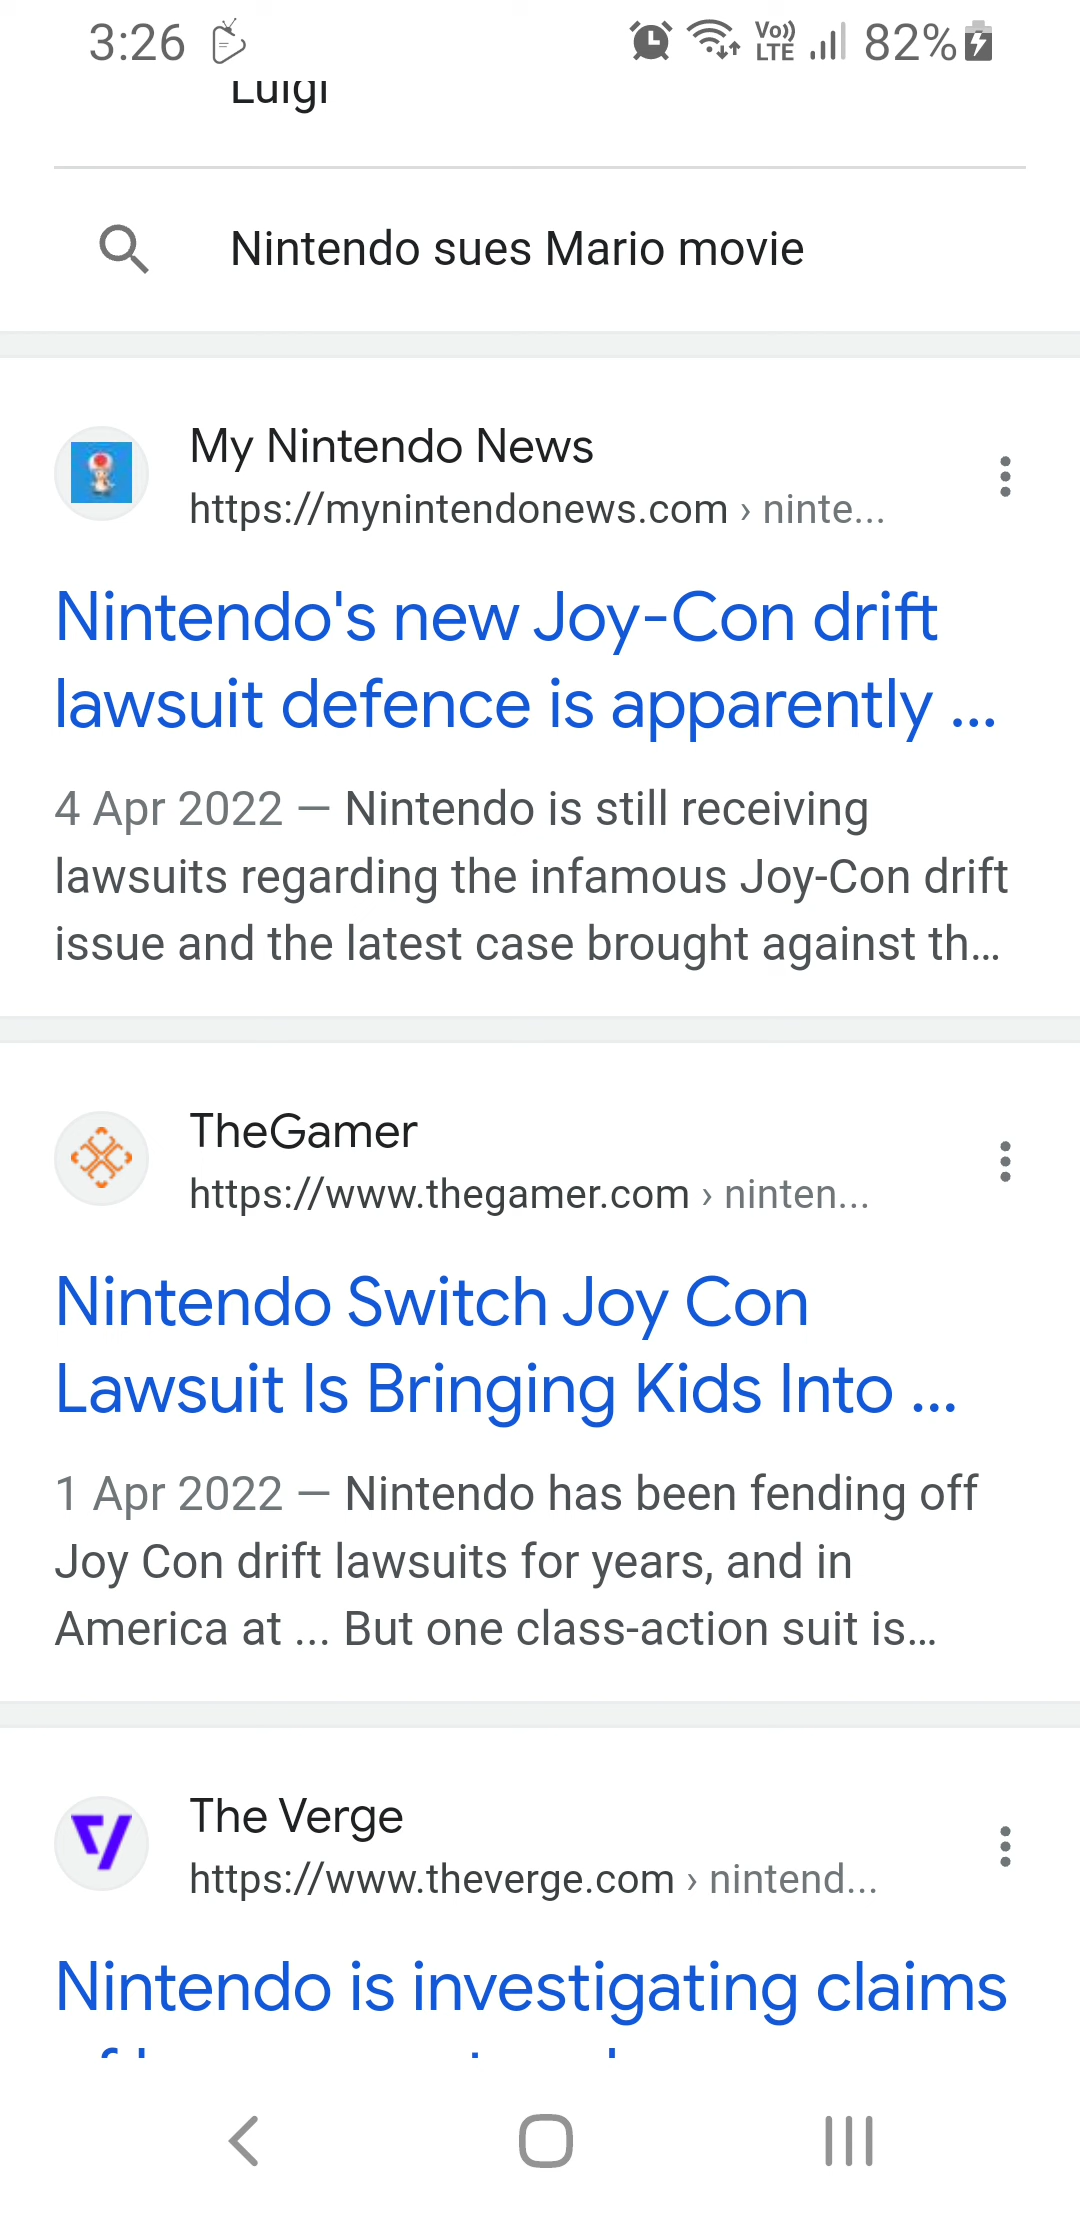 3:26
Vo))
LTE
82%
Luigi
Nintendo sues Mario movie
My Nintendo News
https://mynintendonews.com › ninte...
Nintendo's new Joy-Con drift
lawsuit defence is apparently ...
4 Apr 2022 — Nintendo is still receiving
lawsuits regarding the infamous Joy-Con drift
issue and the latest case brought against th...
TheGamer
https://www.thegamer.com › ninten...
Nintendo Switch Joy Con
Lawsuit Is Bringing Kids Into ...
1 Apr 2022 — Nintendo has been fending off
Joy Con drift lawsuits for years, and in
America at ... But one class-action suit is...
The Verge
https://www.theverge.com › nintend...
Nintendo is investigating claims